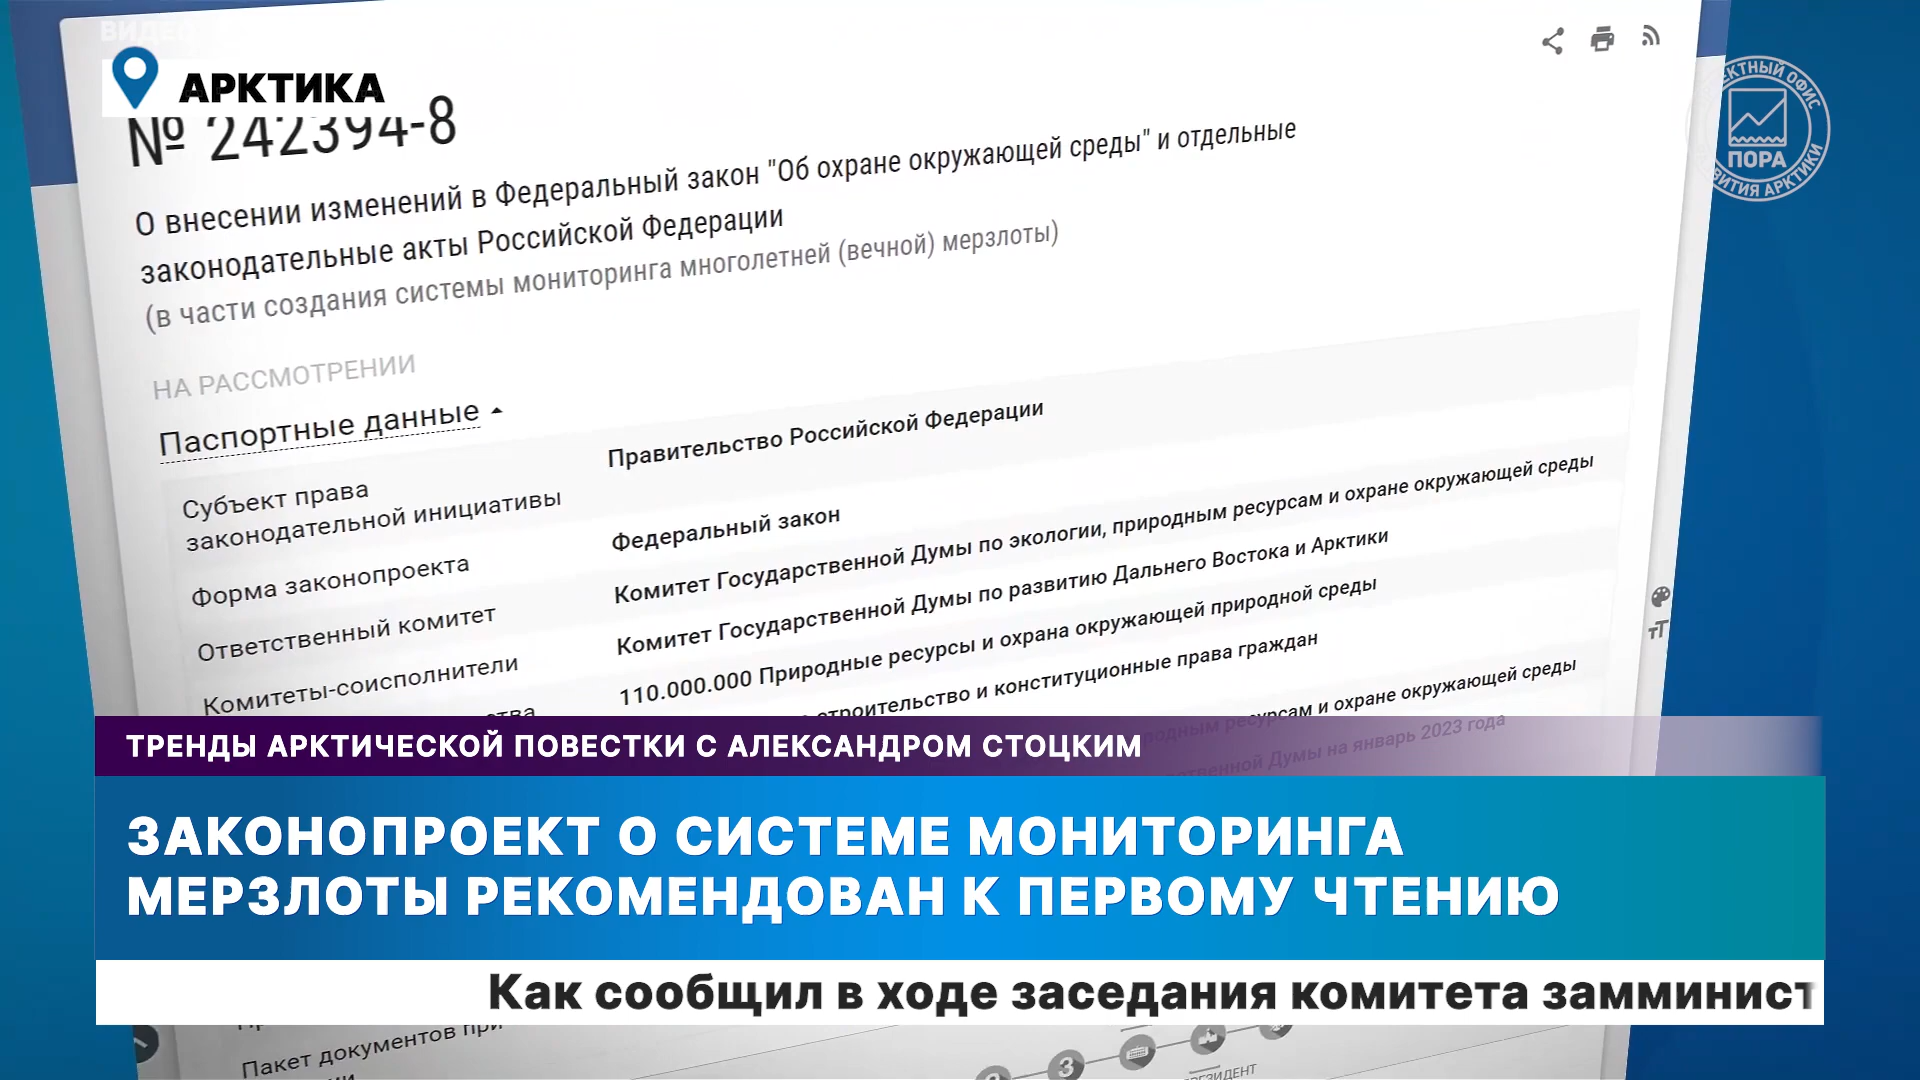 ВИДЕО
АРКТИКА
№ 242394-8
О внесении изменений в Федеральный закон "Об охране окружающей среды" и отдельные
законодательные акты Российской Федерации
(в части создания системы мониторинга многолетней (вечной) мерзлоты)
НА РАССМОТРЕНИИ
Паспортные данные
Субъект права
законодательной инициативы
Правительство Российской Федерации
Форма законопроекта
Федеральный закон
Ответственный комитет
Комитет Государственной Думы по экологии, природным ресурсам и охране окружающей среды
Комитеты-соисполнители
Комитет Государственной Думы по развитию Дальнего Востока и Арктики
110.000.000 Природные ресурсы и охрана окружающей природной среды
строительство и конституционные права граждан
ресурсам и охране окружающей среды
Думы на январь 2023 года
ПОРА
ТРЕНДЫ АРКТИЧЕСКОЙ ПОВЕСТКИ С АЛЕКСАНДРОМ СТОЦКИМ
ЗАКОНОПРОЕКТ О СИСТЕМЕ МОНИТОРИНГА
МЕРЗЛОТЫ РЕКОМЕНДОВАН К ПЕРВОМУ ЧТЕНИЮ
Как сообщил в ходе заседания комитета замминист
Пакет документов при
3